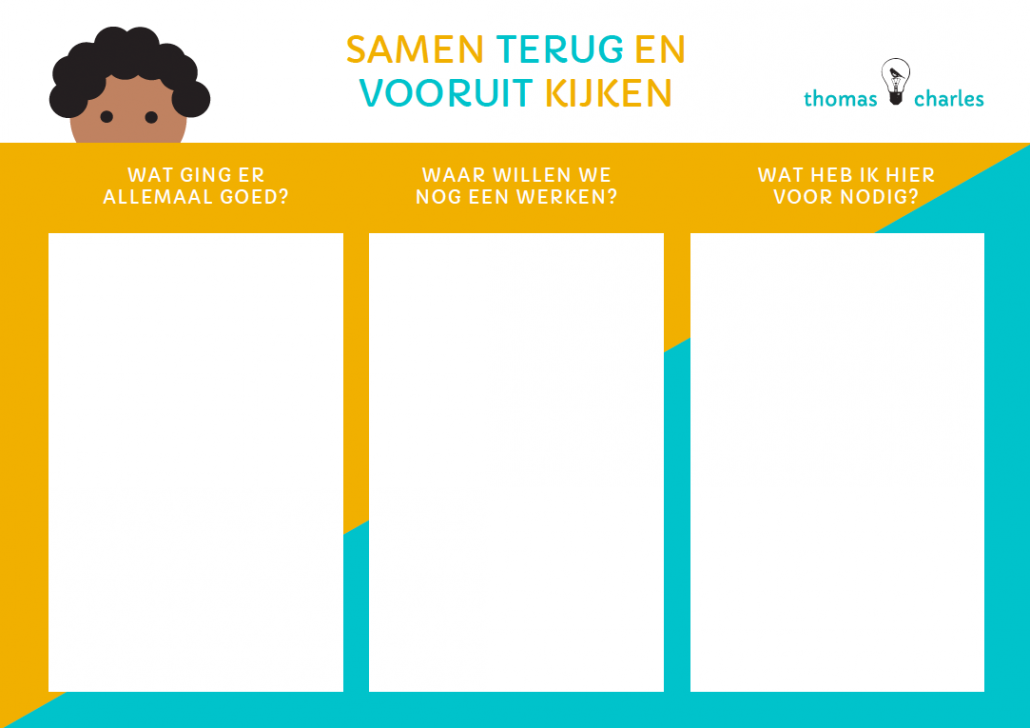 SAMEN TERUG EN
VOORUIT KIJKEN
thomas charles
WAT GING ER
ALLEMAAL GOED?
WAAR WILLEN WE
NOG EEN WERKEN?
WAT HEB IK HIER
VOOR NODIG?